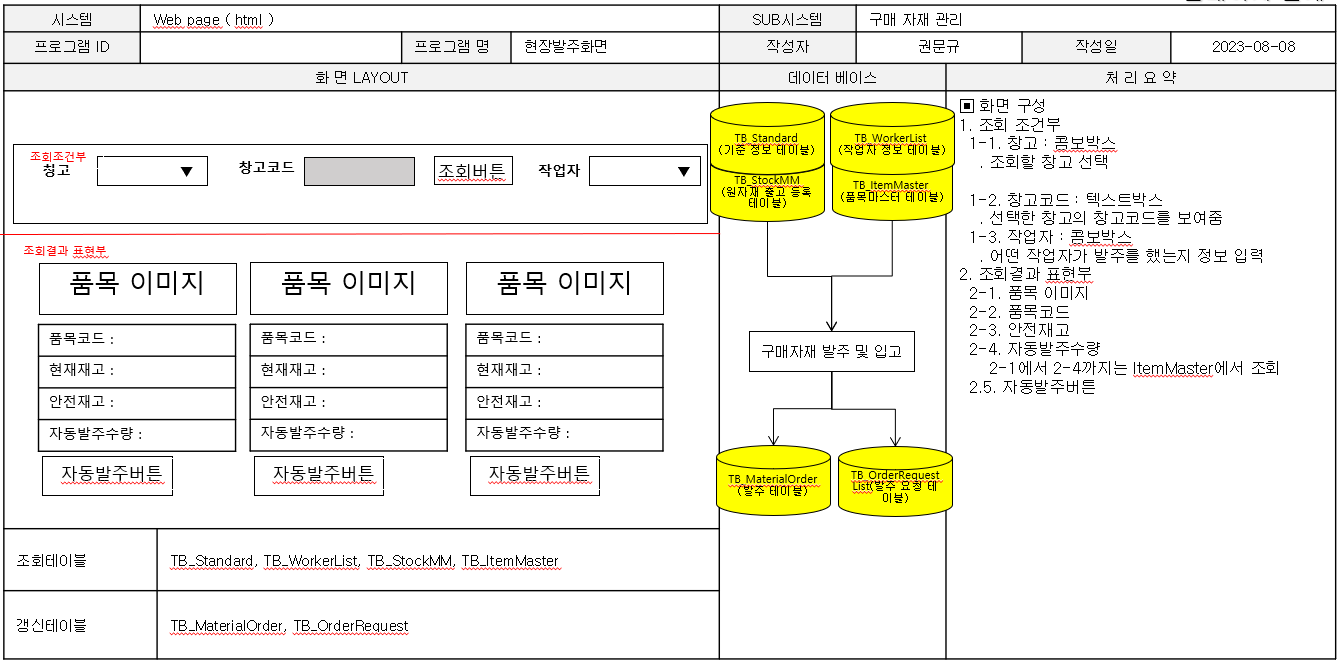 시스템
Web page ( html )
SUB시스템
구매 자재 관리
프로그램 ID
프로그램 명
현장발주화면
작성자
권문규
작성일
2023-08-08
화 면 LAYOUT
데이터 베이스
처 리 요 약
조회조건부
창고
▼
창고코드
조회버튼
작업자
▼
조회결과 표현부
품목 이미지
품목 이미지
품목 이미지
품목코드 :
품목코드 :
품목코드 :
현재재고 :
현재재고 :
현재재고 :
안전재고 :
안전재고 :
안전재고 :
자동발주수량 :
자동발주수량 :
자동발주수량 :
자동발주버튼
자동발주버튼
자동발주버튼
조회테이블
TB_Standard, TB_WorkerList, TB_StockMM, TB_ItemMaster
갱신테이블
TB_MaterialOrder, TB_OrderRequest
TB_Standard
(기준 정보 테이블)
TB_WorkerList
(작업자 정보 테이블)
TB_StockMM
(원자재 출고 등록
테이블)
TB_ItemMaster
(품목마스터 테이블)
구매자재 발주 및 입고
TB_MaterialOrder
(발주 테이블)
TB_OrderRequest
List(발주 요청 테
이블)
▣ 화면 구성
1. 조회 조건부
1-1. 창고 : 콤보박스
. 조회할 창고 선택
1-2. 창고코드 : 텍스트박스
. 선택한 창고의 창고코드를 보여줌
1-3. 작업자 : 콤보박스
. 어떤 작업자가 발주를 했는지 정보 입력
2. 조회결과 표현부
2-1. 품목 이미지
2-2. 품목코드
2-3. 안전재고
2-4. 자동발주수량
2-1에서 2-4까지는 ItemMaster에서 조회
2.5. 자동발주버튼